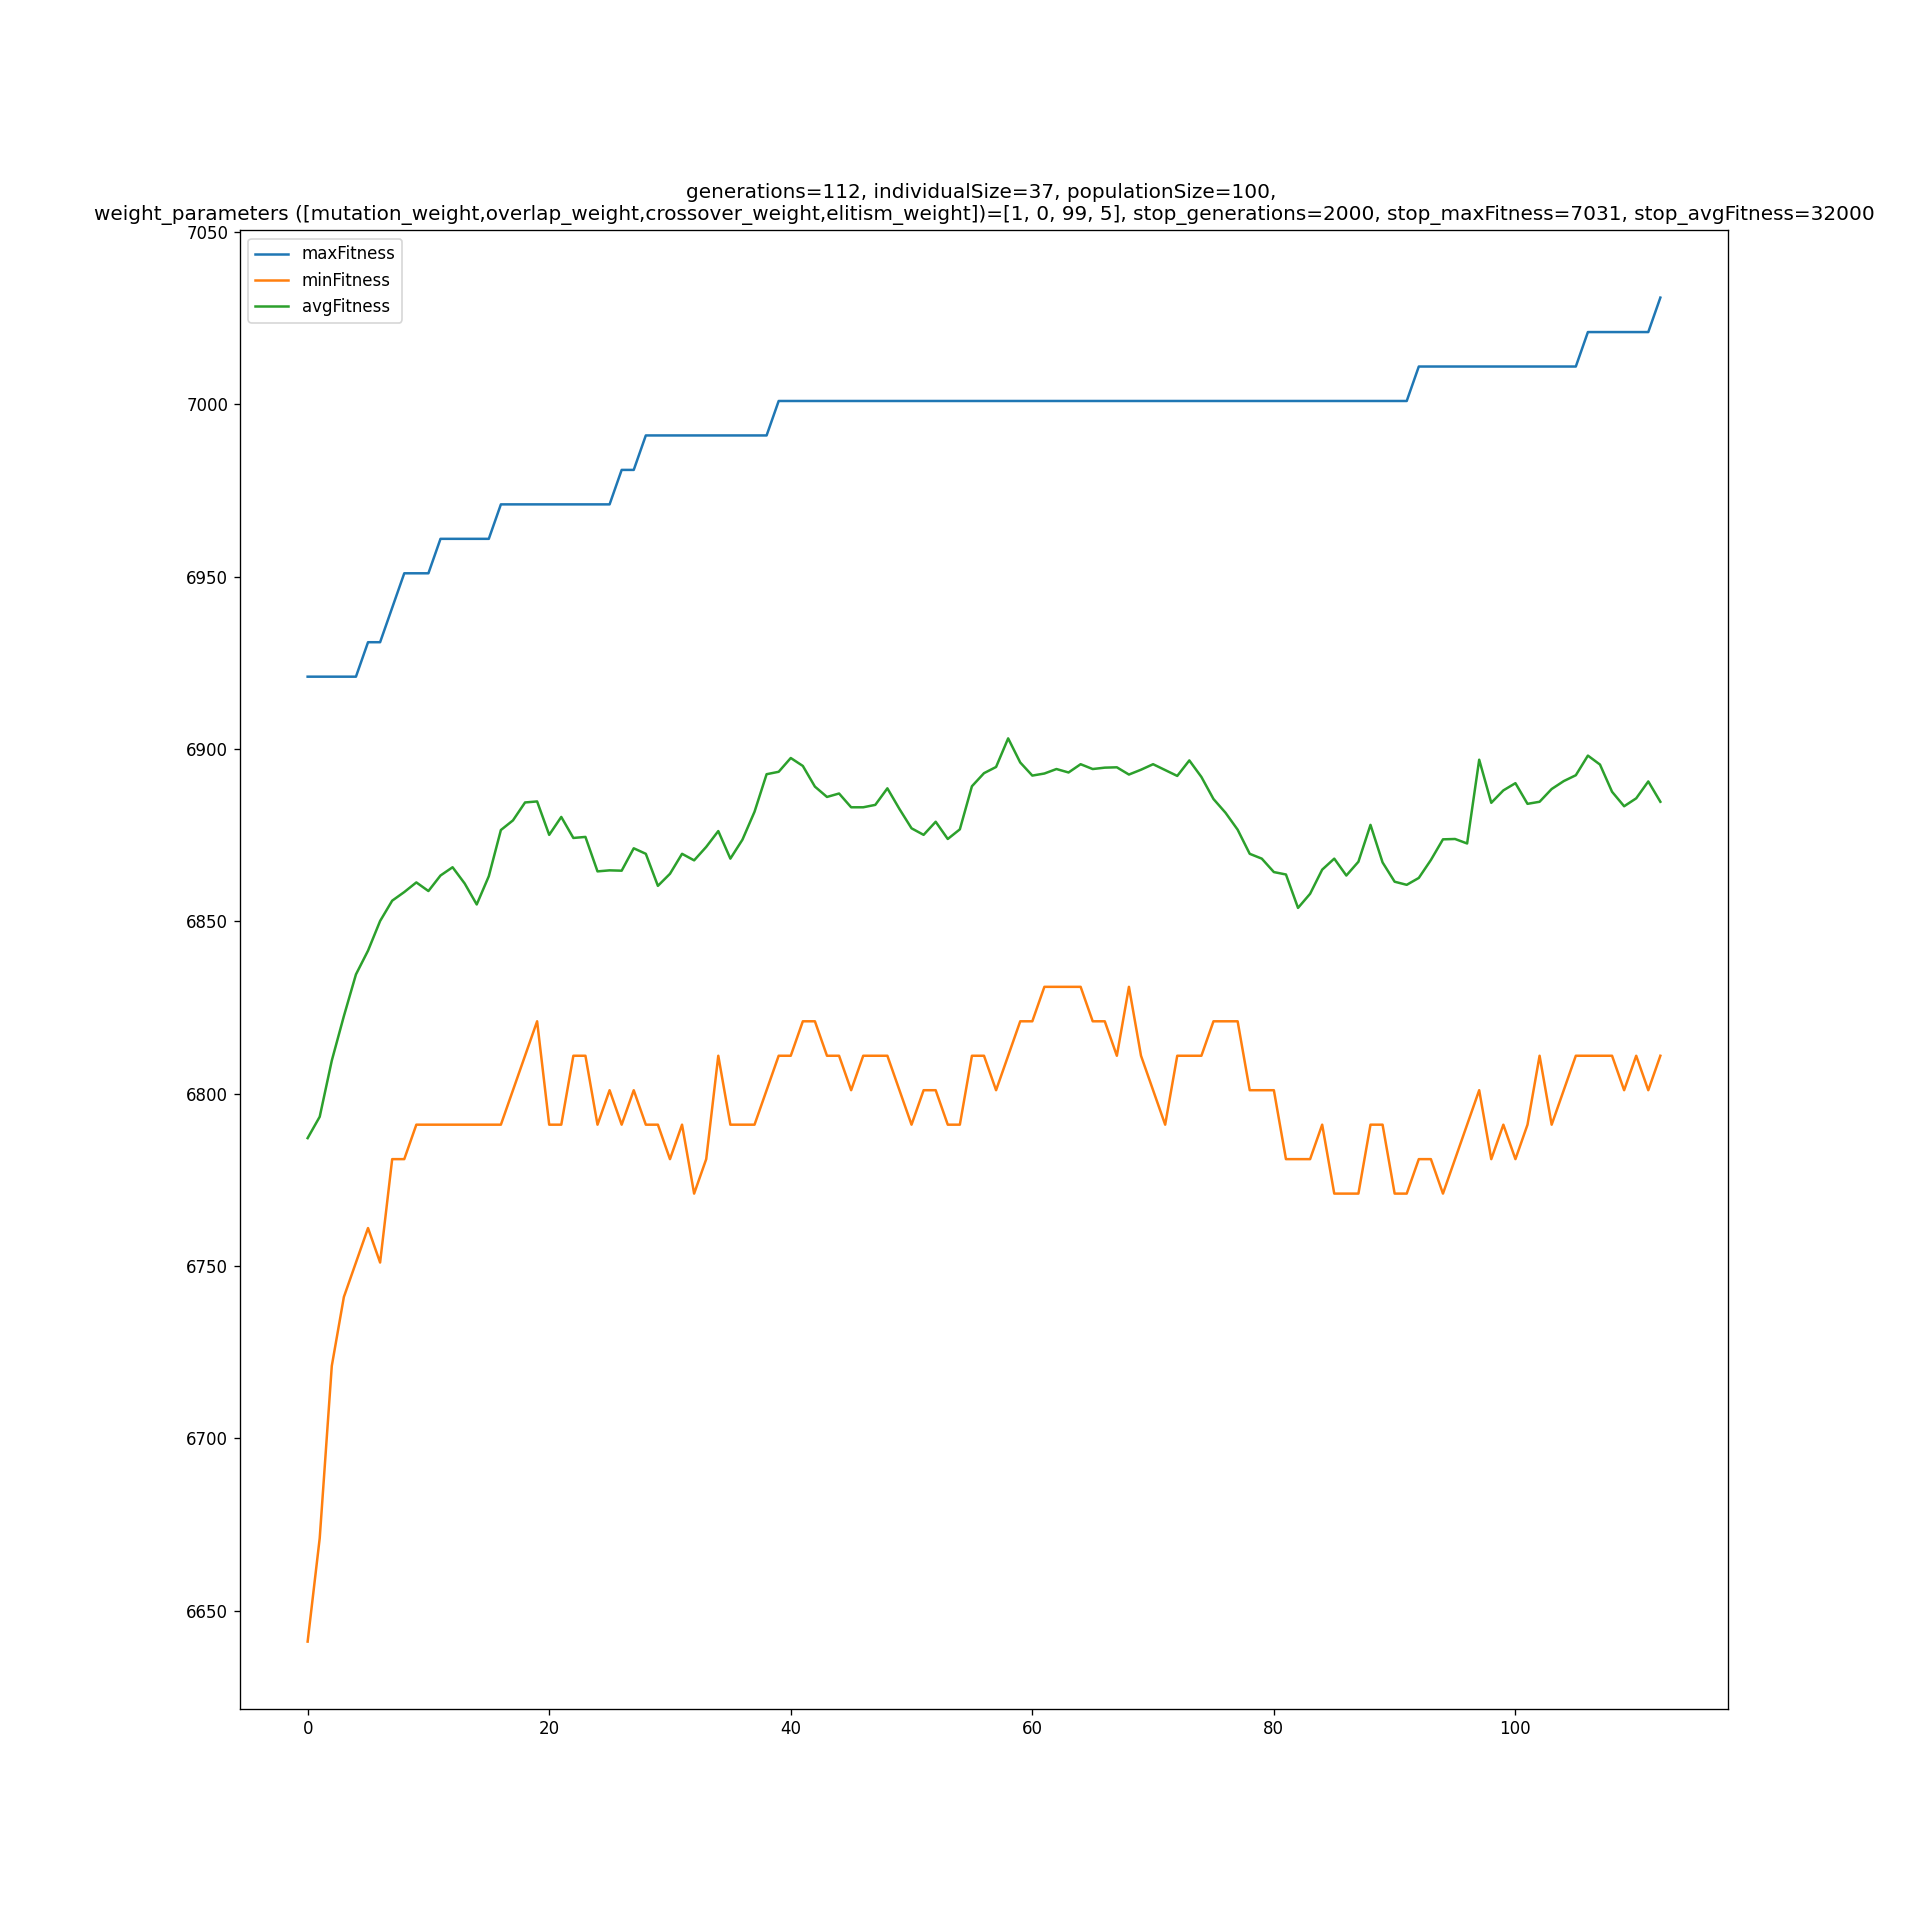 generations=112, individualSize=37, populationSize=100,
weight_parameters ([mutation_weight,overlap_weight,crossover_weight,elitism_weight])=[1, 0, 99, 5], stop_generations=2000, stop_maxFitness=7031, stop_avgFitness=32000
maxFitness
minFitness
avgFitness
7050
7000
6950
6900
6850
6800
6750
6700
6650
0 20 40 60 80 100